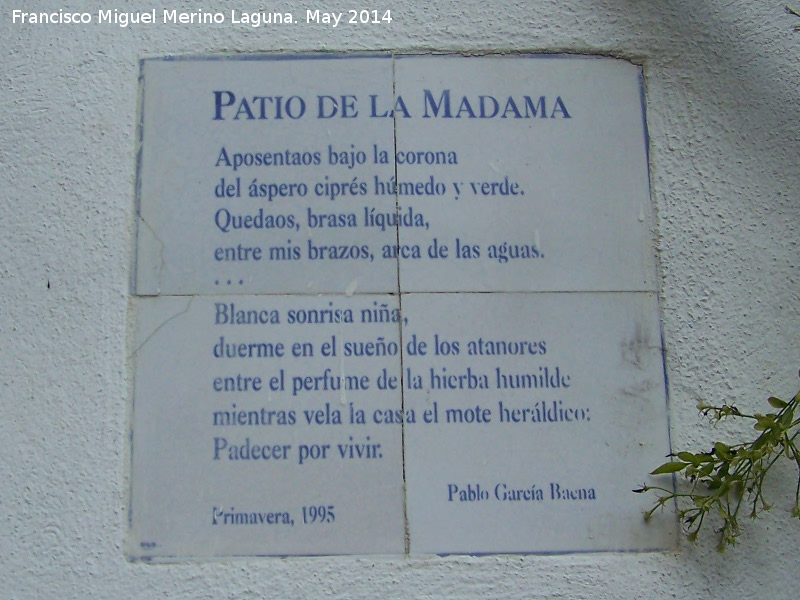 Francisco Miguel Merino Laguna. May 2014
PATIO DE LA MADAMA
Aposentaos bajo la corona
del áspero ciprés húmedo y verde.
Quedaos, brasa líquida,
entre mis brazos, arca de las aguas.
...
Blanca sonrisa niña,
duerme en el sueño de los atanores
entre el perfume de la hierba humilde
mientras vela la casa el mote heráldico:
Padecer por vivir.
Pablo García Baena
Primavera, 1995